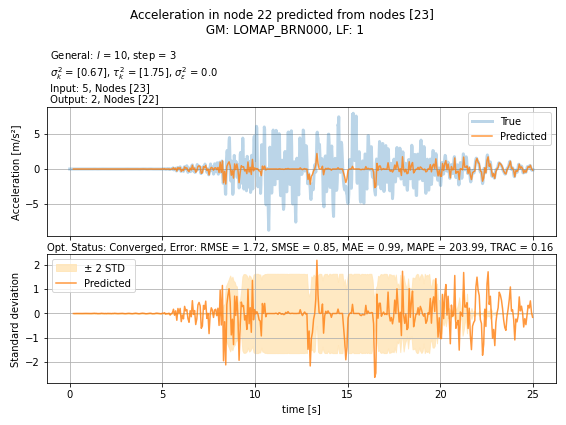 Acceleration in node 22 predicted from nodes [23]
GM: LOMAP_BRN000, LF: 1
General: l = 10, step = 3
σ²ₖ = [0.67], τ²ₖ = [1.75], σ²ε = 0.0
Input: 5, Nodes [23]
Output: 2, Nodes [22]
True
Predicted
Acceleration [m/s²]
5
0
−5
Opt. Status: Converged, Error: RMSE = 1.72, SMSE = 0.85, MAE = 0.99, MAPE = 203.99, TRAC = 0.16
± 2 STD
Predicted
Standard deviation
2
1
0
−1
−2
0 5 10 15 20 25
time [s]